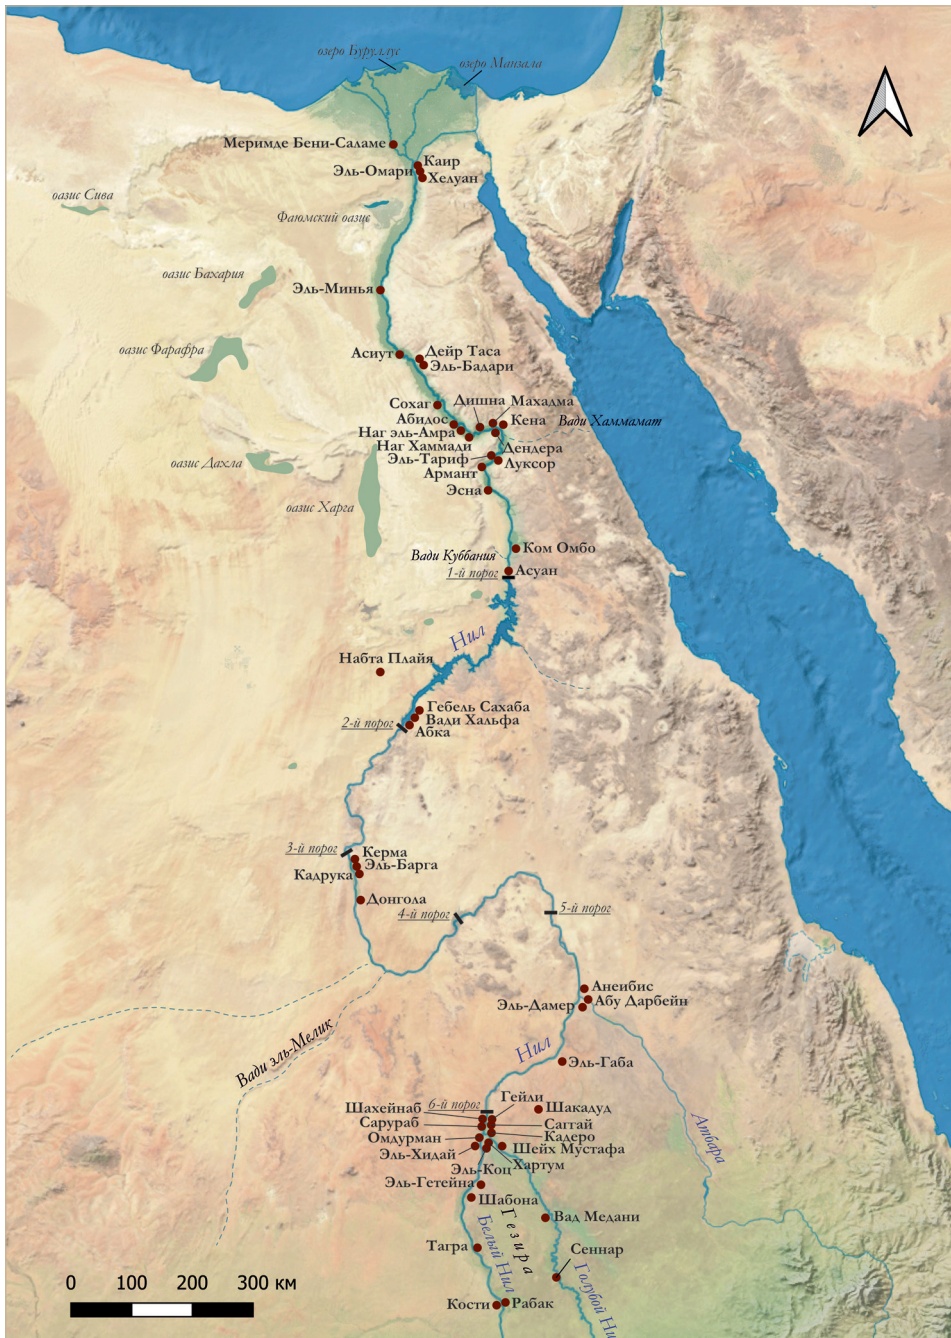 озеро Буруллус
озеро Манзала
Меримде Бени-Саламе
Каир
Эль-Омари
Хелуан
оазис Сива
Фаюмский оазис
оазис Бахария
Эль-Минья
оазис Фарафра
Асиут
Дейр Таса
Эль-Бадари
Дишна
Махадма
Сохаг
Абидос
Кена
Вади Хаммамат
Наг эль-Амра
Наг Хаммади
Дендера
Эль-Тариф
Луксор
оазис Дахла
Армант
Эсна
оазис Харга
Ком Омбо
Вади Куббания
Асуан
1-й порог
Нил
Набта Плайя
Гебель Сахаба
Вади Хальфа
2-й порог
Абка
3-й порог
Керма
Эль-Барга
Кадрука
Донгола
4-й порог
5-й порог
Анеибис
Абу Дарбейн
Эль-Дамер
Вади эль-Мелик
Нил
Эль-Габа
6-й порог
Шахейнаб
Гейли
Шакадуд
Сарураб
Саггай
Кадеро
Омдурман
Шейх Мустафа
Эль-Хидай
Хартум
Эль-Коц
Атбара
Эль-Гетейна
Шабона
Гезира
Вад Медани
Белый Нил
Тагра
Сеннар
Голубой Ни
0 100 200 300 км
Кости
Рабак